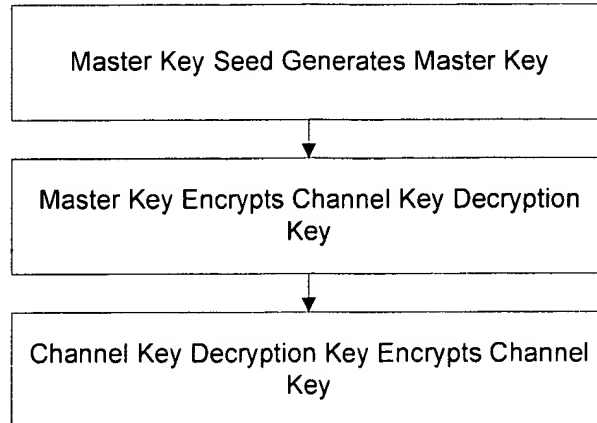 Master Key Seed Generates Master Key
Master Key Encrypts Channel Key Decryption
Key
Channel Key Decryption Key Encrypts Channel
Key